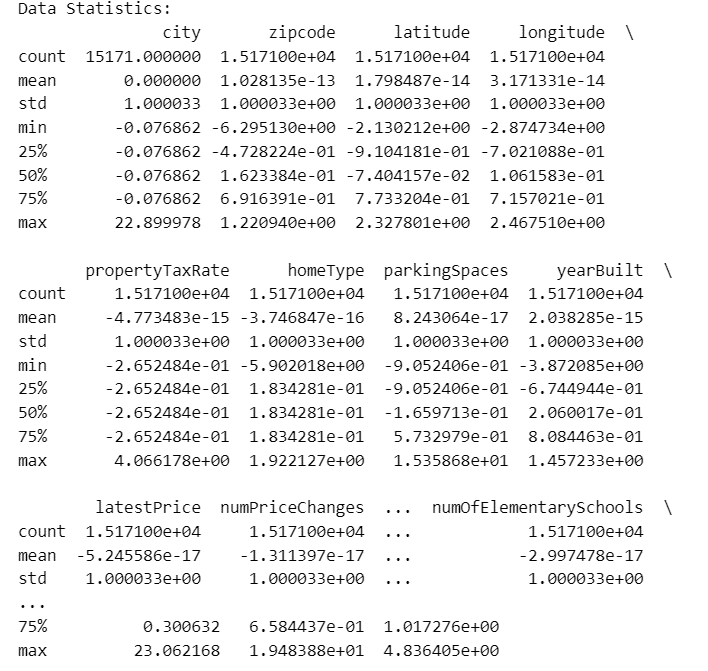 Data Statistics:
city zipcode latitude longitude \
count 15171.000000 1.517100e+04 1.517100e+04 1.517100e+04
mean 0.000000 1.028135e-13 1.798487e-14 3.171331e-14
std 1.000033 1.000033e+00 1.000033e+00 1.000033e+00
min -0.076862 -6.295130e+00 -2.130212e+00 -2.874734e+00
25% -0.076862 -4.728224e-01 -9.104181e-01 -7.021088e-01
50% -0.076862 1.623384e-01 -7.404157e-02 1.061583e-01
75% -0.076862 6.916391e-01 7.733204e-01 7.157021e-01
max 22.899978 1.220940e+00 2.327801e+00 2.467510e+00
propertyTaxRate homeType parkingSpaces yearBuilt \
count 1.517100e+04 1.517100e+04 1.517100e+04 1.517100e+04
mean -4.773483e-15 -3.746847e-16 8.243064e-17 2.038285e-15
std 1.000033e+00 1.000033e+00 1.000033e+00 1.000033e+00
min -2.652484e-01 -5.902018e+00 -9.052406e-01 -3.872085e+00
25% -2.652484e-01 1.834281e-01 -9.052406e-01 -6.744944e-01
50% -2.652484e-01 1.834281e-01 -1.659713e-01 2.060017e-01
75% -2.652484e-01 1.834281e-01 5.732979e-01 8.084463e-01
max 4.066178e+00 1.922127e+00 1.535868e+01 1.457233e+00
latestPrice numPriceChanges ... numOfElementarySchools \
count 1.517100e+04 1.517100e+04 ... 1.517100e+04
mean -5.245586e-17 -1.311397e-17 ... -2.997478e-17
std 1.000033e+00 1.000033e+00 ... 1.000033e+00
...
75% 0.300632 6.584437e-01 1.017276e+00
max 23.062168 1.948388e+01 4.836405e+00